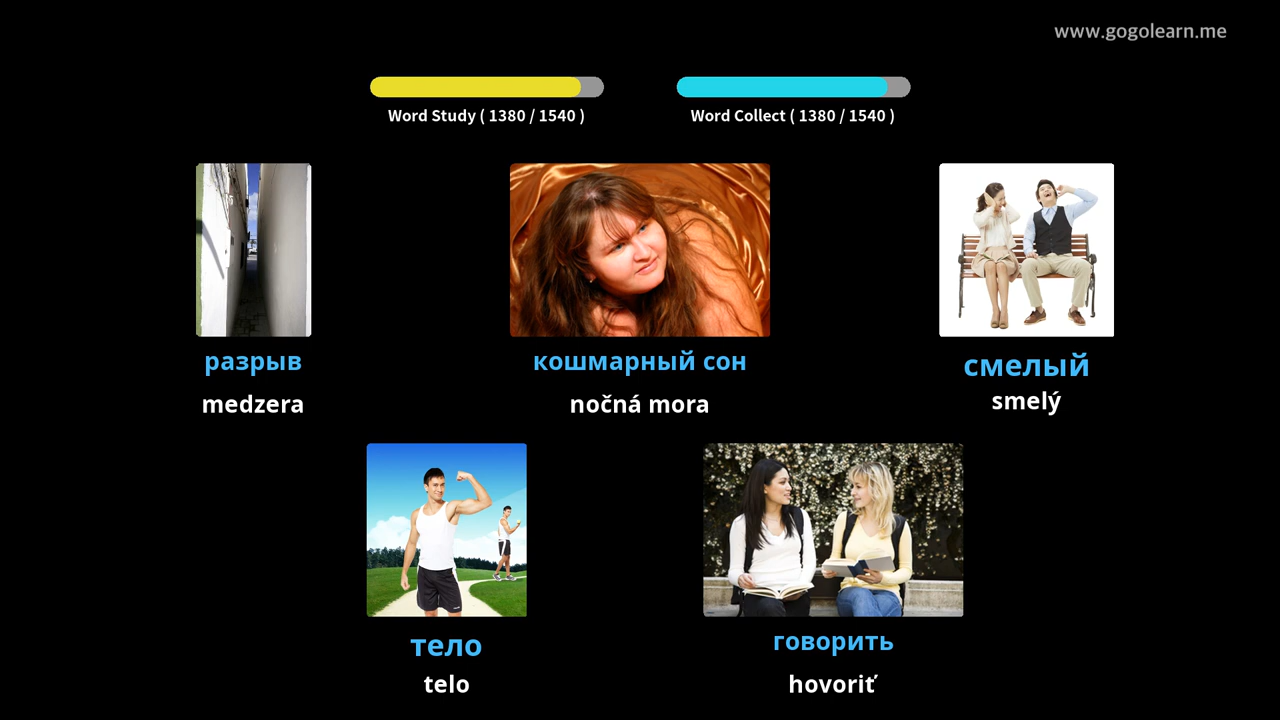 www.gogolearn.me
Word Study ( 1380 / 1540 )
Word Collect ( 1380 / 1540 )
разрыв
medzera
кошмарный сон
nočná mora
смелый
smelý
тело
telo
говорить
hovoriť